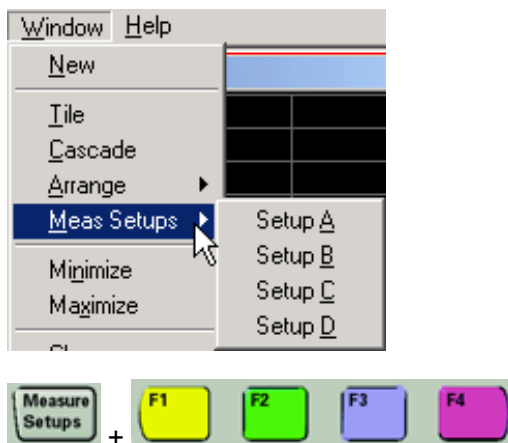 Window Help
New
Tile
Cascade
Arrange
Meas Setups
Setup A
Setup B
Setup C
Setup D
Minimize
Maximize
Measure
Setups
+
F1 F2 F3 F4